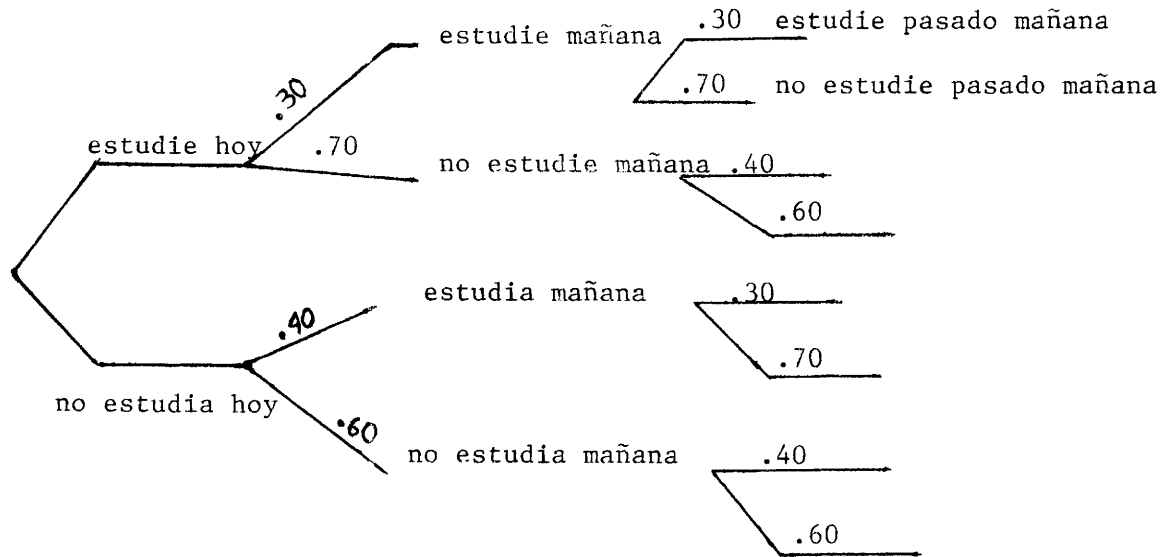 estudie mañana .30 estudie pasado mañana
.70 no estudie pasado mañana
.30
estudie hoy .70
no estudie mañana .40
.60
estudia mañana .30
.40
.70
no estudia hoy
.60
no estudia mañana .40
.60